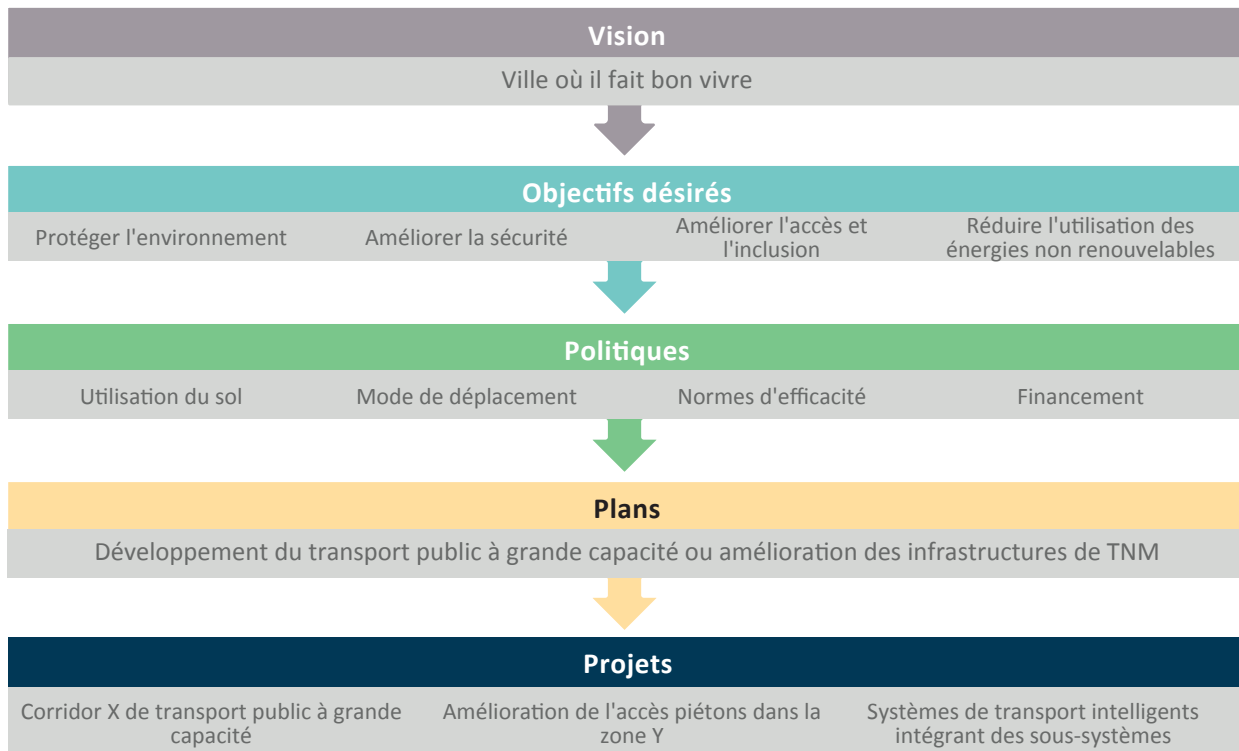 Vision
Ville où il fait bon vivre
Objectifs désirés
Protéger l'environnement
Améliorer la sécurité
Améliorer l'accès et
l'inclusion
Réduire l'utilisation des
énergies non renouvelables
Politiques
Utilisation du sol
Mode de déplacement
Normes d'efficacité
Financement
Plans
Développement du transport public à grande capacité ou amélioration des infrastructures de TNM
Projets
Corridor X de transport public à grande
capacité
Amélioration de l'accès piétons dans la
zone Y
Systèmes de transport intelligents
intégrant des sous-systèmes